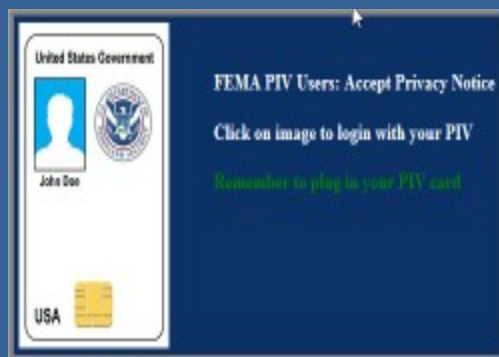 United States Government
John Doe
USA
FEMA PIV Users: Accept Privacy Notice
Click on image to login with your PIV
Remember to plug in your PIV card